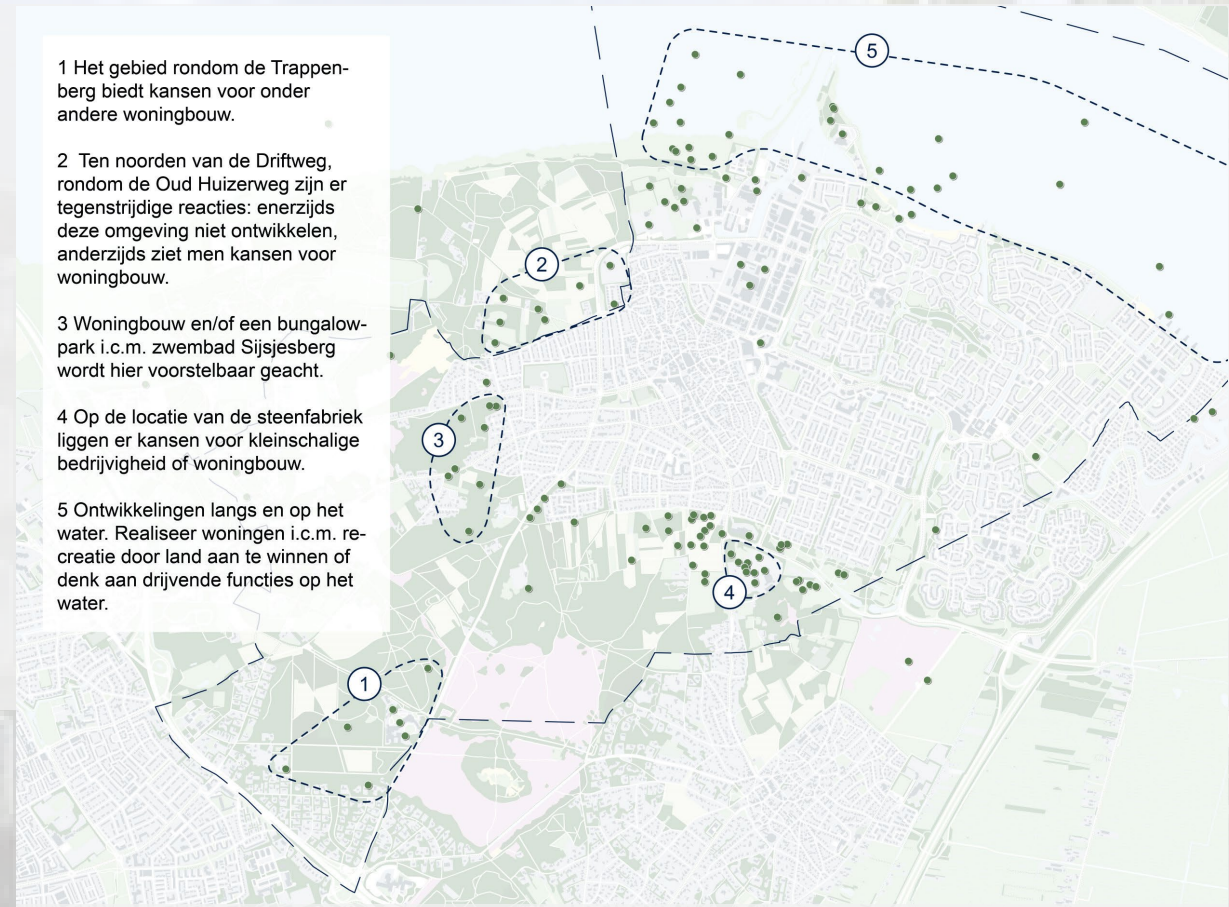 1 Het gebied rondom de Trappen-
berg biedt kansen voor onder
andere woningbouw.
2 Ten noorden van de Driftweg,
rondom de Oud Huizerweg zijn er
tegenstrijdige reacties: enerzijds
deze omgeving niet ontwikkelen,
anderzijds ziet men kansen voor
woningbouw.
3 Woningbouw en/of een bungalow-
park i.c.m. zwembad Sijsjesberg
wordt hier voorstelbaar geacht.
4 Op de locatie van de steenfabriek
liggen er kansen voor kleinschalige
bedrijvigheid of woningbouw.
5 Ontwikkelingen langs en op het
water. Realiseer woningen i.c.m. re-
creatie door land aan te winnen of
denk aan drijvende functies op het
water.
5
2
3
4
1